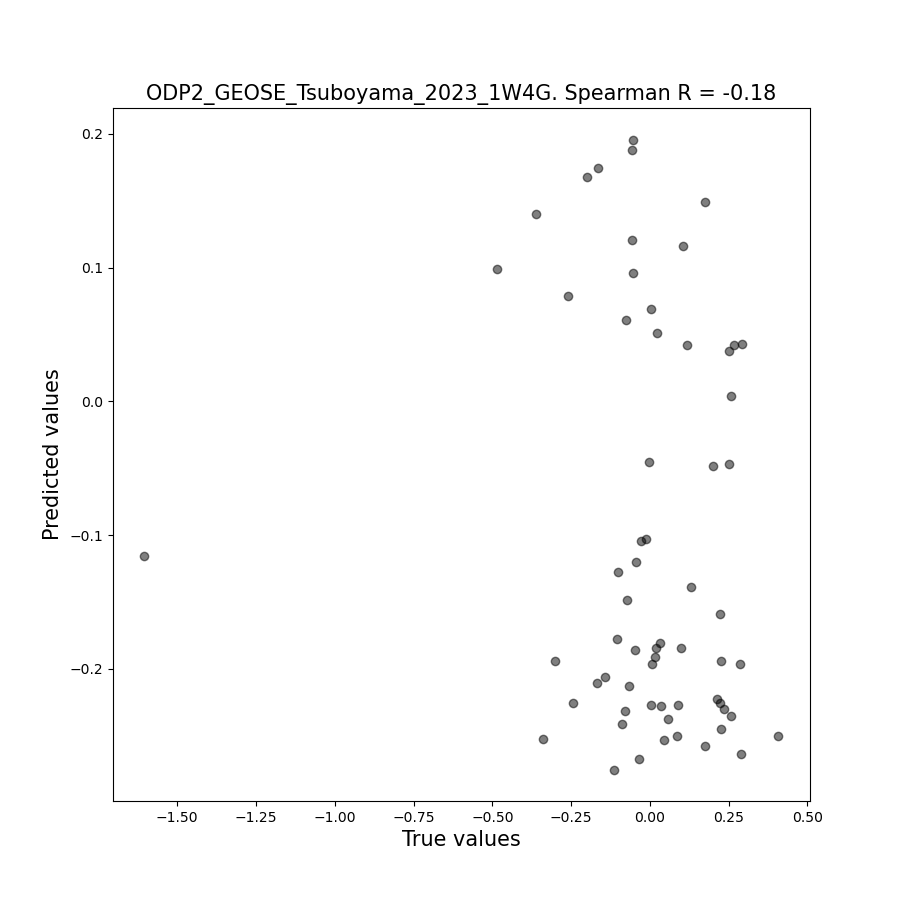 ODP2_GEOSE_Tsuboyama_2023_1W4G. Spearman R = -0.18
0.2
0.1
0.0
−0.1
−0.2
Predicted values
−1.50 −1.25 −1.00 −0.75 −0.50 −0.25 0.00 0.25 0.50
True values